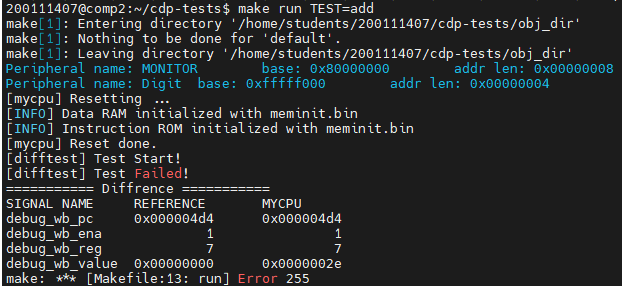 200111407@comp2:~/cdp-tests$ make run TEST=add
make[1]: Entering directory '/home/students/200111407/cdp-tests/obj_dir'
make[1]: Nothing to be done for 'default'.
make[1]: Leaving directory '/home/students/200111407/cdp-tests/obj_dir'
Peripheral name: MONITOR        base: 0x80000000        addr len: 0x00000008
Peripheral name: Digit  base: 0xfffff000        addr len: 0x00000004
[mycpu] Resetting ...
[INFO] Data RAM initialized with meminit.bin
[INFO] Instruction ROM initialized with meminit.bin
[mycpu] Reset done.
[difftest] Test Start!
[difftest] Test Failed!
=========== Diffrence ===========
SIGNAL NAME     REFERENCE       MYCPU
debug_wb_pc     0x000004d4      0x000004d4
debug_wb_ena             1               1
debug_wb_reg             7               7
debug_wb_value  0x00000000      0x0000002e
make: *** [Makefile:13: run] Error 255